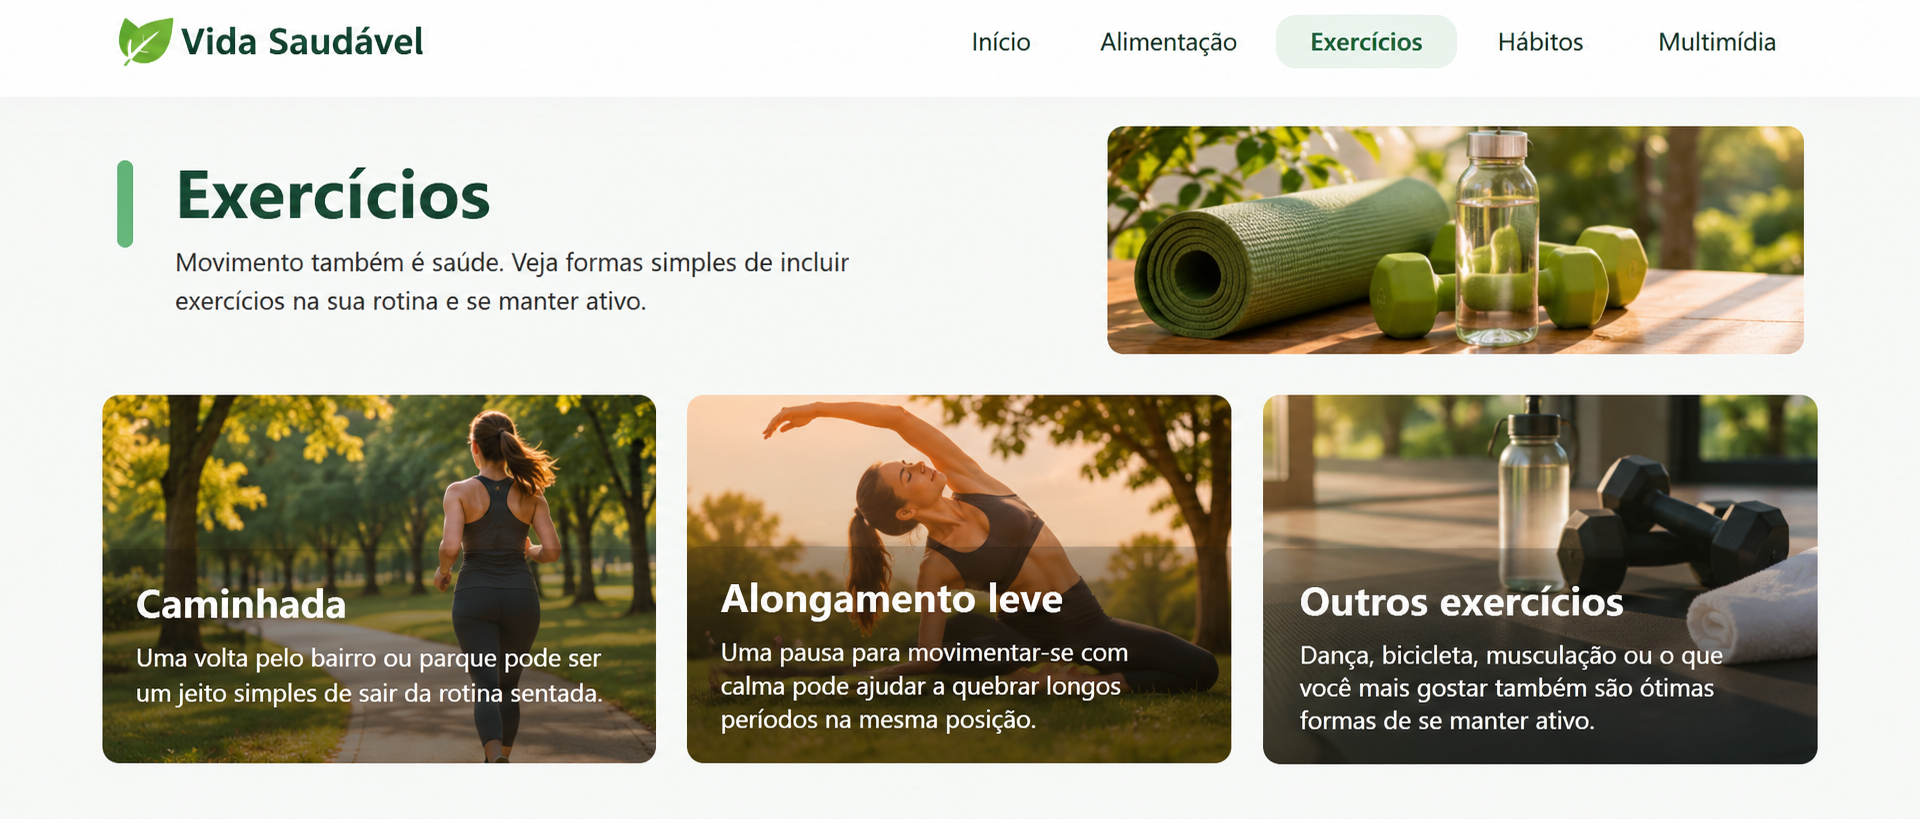 Vida Saudável
Início
Alimentação
Exercícios
Hábitos
Multimídia
Exercícios
Movimento também é saúde. Veja formas simples de incluir
exercícios na sua rotina e se manter ativo.
Caminhada
Uma volta pelo bairro ou parque pode ser
um jeito simples de sair da rotina sentada.
Alongamento leve
Uma pausa para movimentar-se com
calma pode ajudar a quebrar longos
períodos na mesma posição.
Outros exercícios
Dança, bicicleta, musculação ou o que
você mais gostar também são ótimas
formas de se manter ativo.